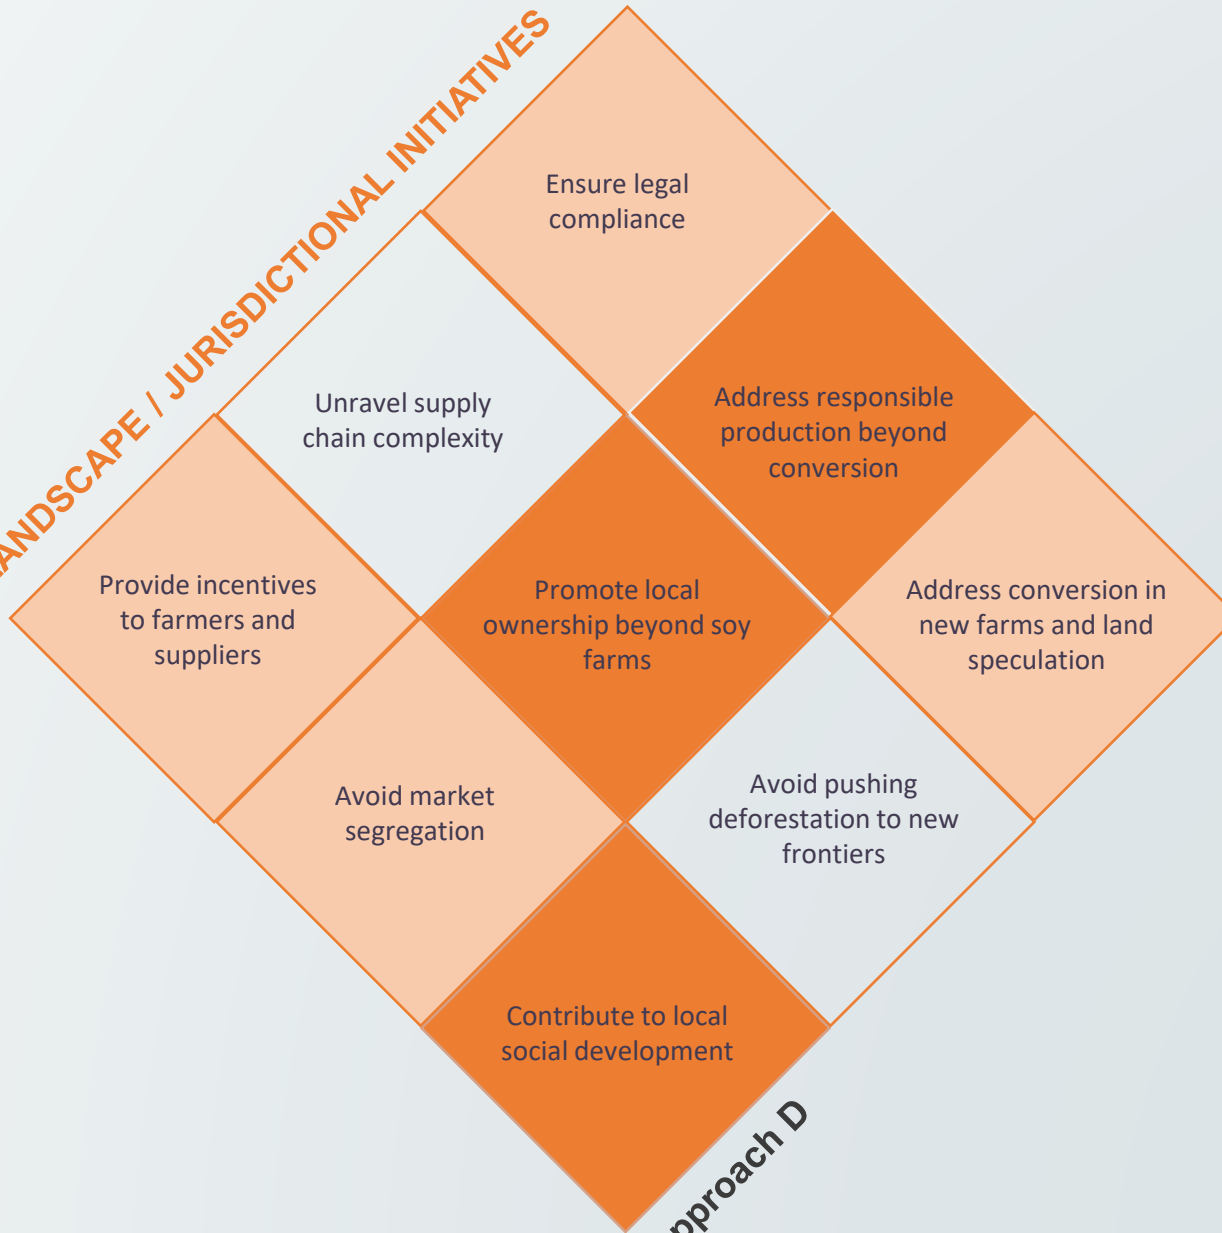 LANDSCAPE / JURISDICTIONAL INITIATIVES
Ensure legal
compliance
Unravel supply
chain complexity
Address responsible
production beyond
conversion
Provide incentives
to farmers and
suppliers
Promote local
ownership beyond soy
farms
Address conversion in
new farms and land
speculation
Avoid market
segregation
Avoid pushing
deforestation to new
frontiers
Contribute to local
social development
pproach D